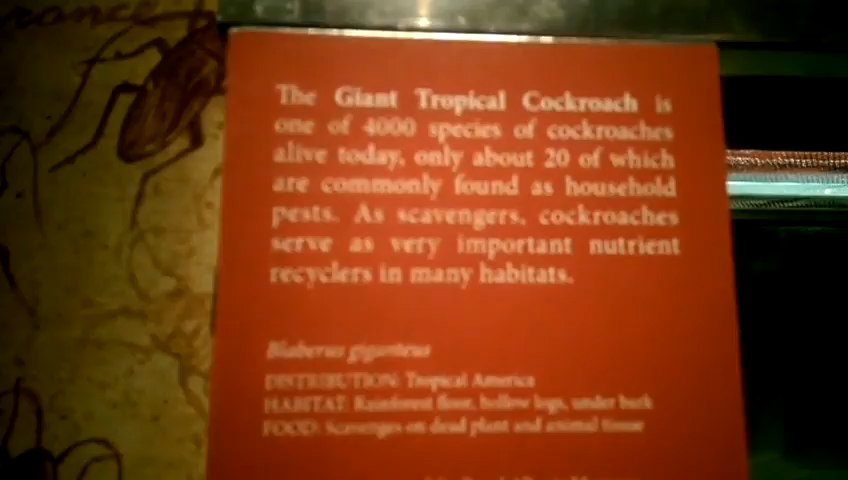 rance
The Giant Tropical Cockroach is
one of 4000 species of cockroaches
alive today, only about 20 of which
are commonly found as household
pests. As scavengers, cockroaches
serve as very important nutrient
recyclers in many habitats.
Blaberus giganteus
DISTRIBUTION: Tropical America
HABITAT: Rainforest floor, hollow logs, under bark
FOOD: Scavenges on dead plant and animal tissue